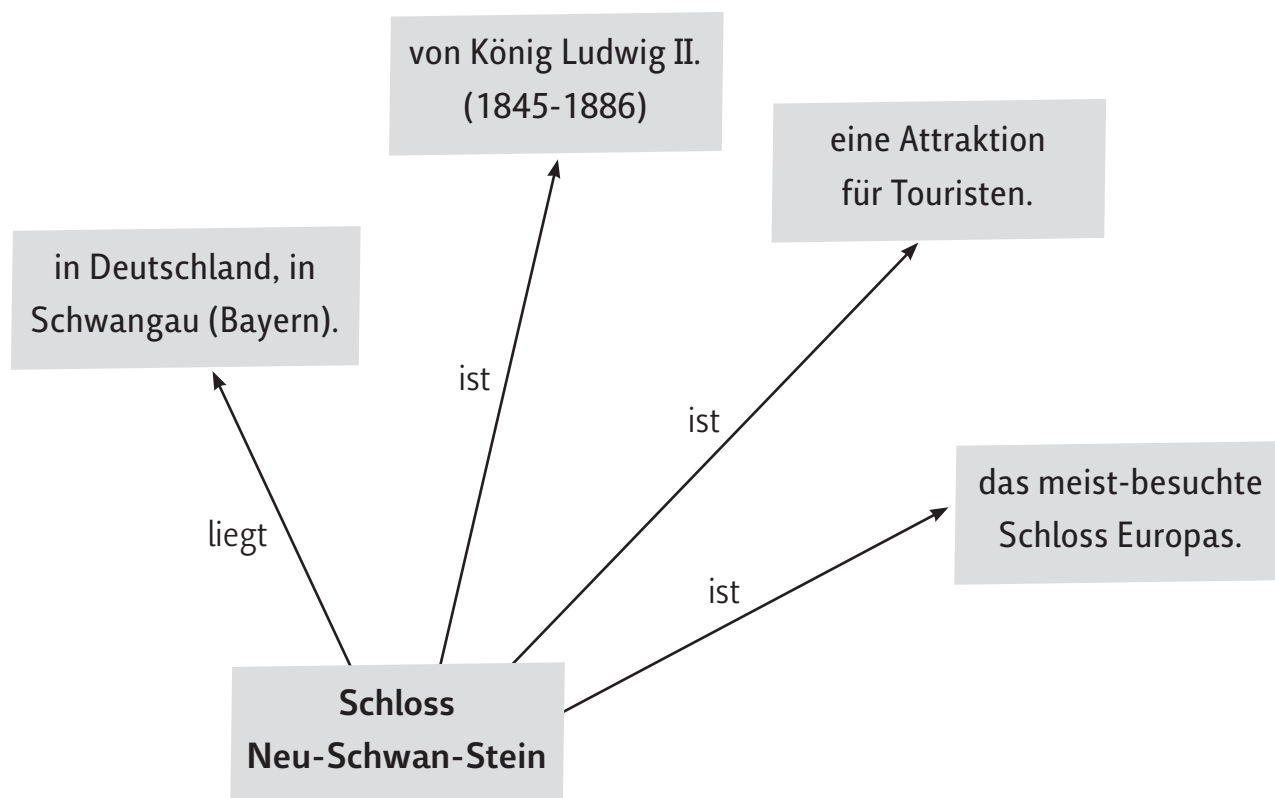 von König Ludwig II.
(1845-1886)
eine Attraktion
für Touristen.
in Deutschland, in
Schwangau (Bayern).
ist
ist
das meist-besuchte
Schloss Europas.
liegt
ist
Schloss
Neu-Schwan-Stein